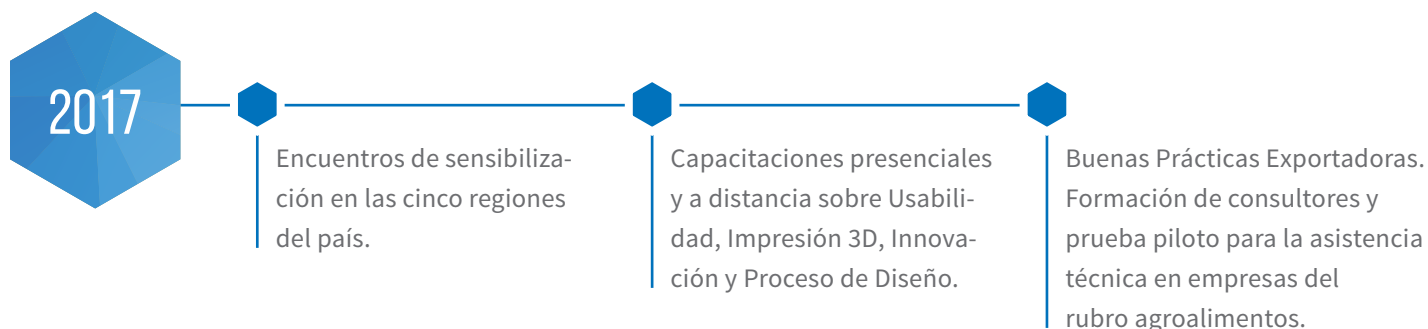 2017
Encuentros de sensibiliza-
ción en las cinco regiones
del país.
Capacitaciones presenciales
y a distancia sobre Usabili-
dad, Impresión 3D, Innova-
ción y Proceso de Diseño.
Buenas Prácticas Exportadoras.
Formación de consultores y
prueba piloto para la asistencia
técnica en empresas del
rubro agroalimentos.